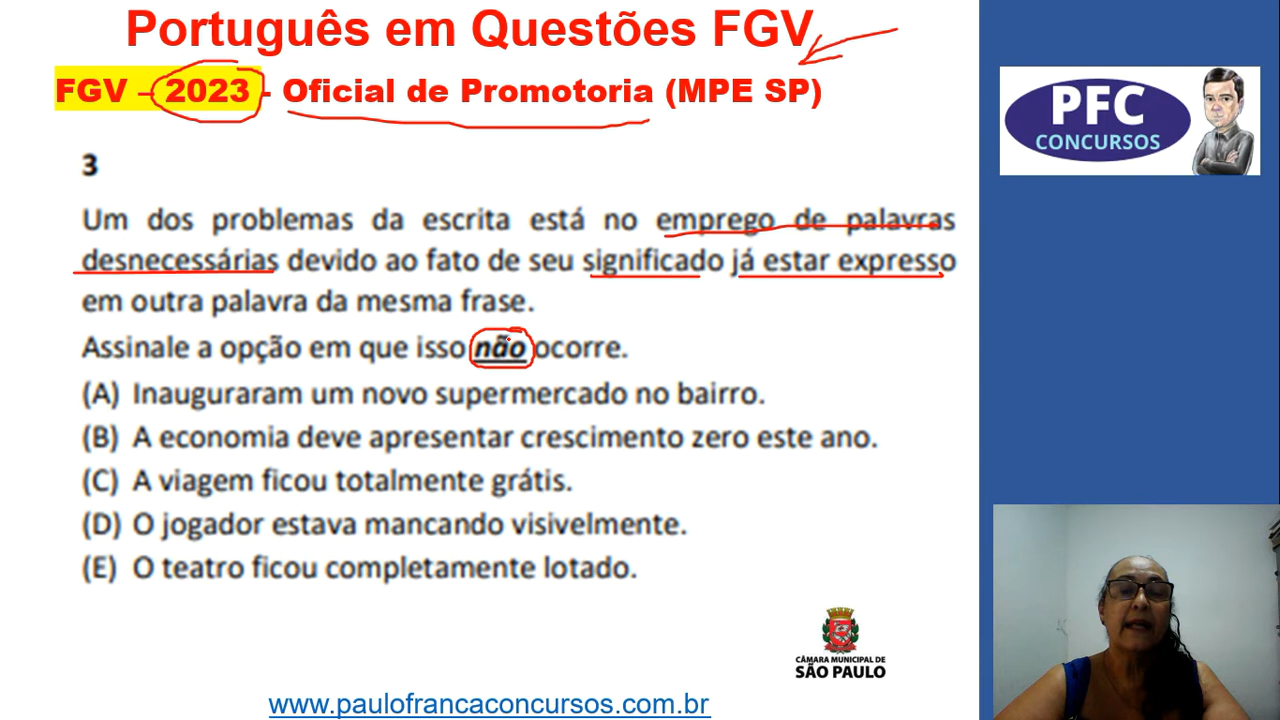 Português em Questões FGV
FGV – 2023 - Oficial de Promotoria (MPE SP)
PFC
CONCURSOS
3
Um dos problemas da escrita está no emprego de palavras
desnecessárias devido ao fato de seu significado já estar expresso
em outra palavra da mesma frase.
Assinale a opção em que isso não ocorre.
(A) Inauguraram um novo supermercado no bairro.
(B) A economia deve apresentar crescimento zero este ano.
(C) A viagem ficou totalmente grátis.
(D) O jogador estava mancando visivelmente.
(E) O teatro ficou completamente lotado.
CÂMARA MUNICIPAL DE
SÃO PAULO
www.paulofrancaconcursos.com.br